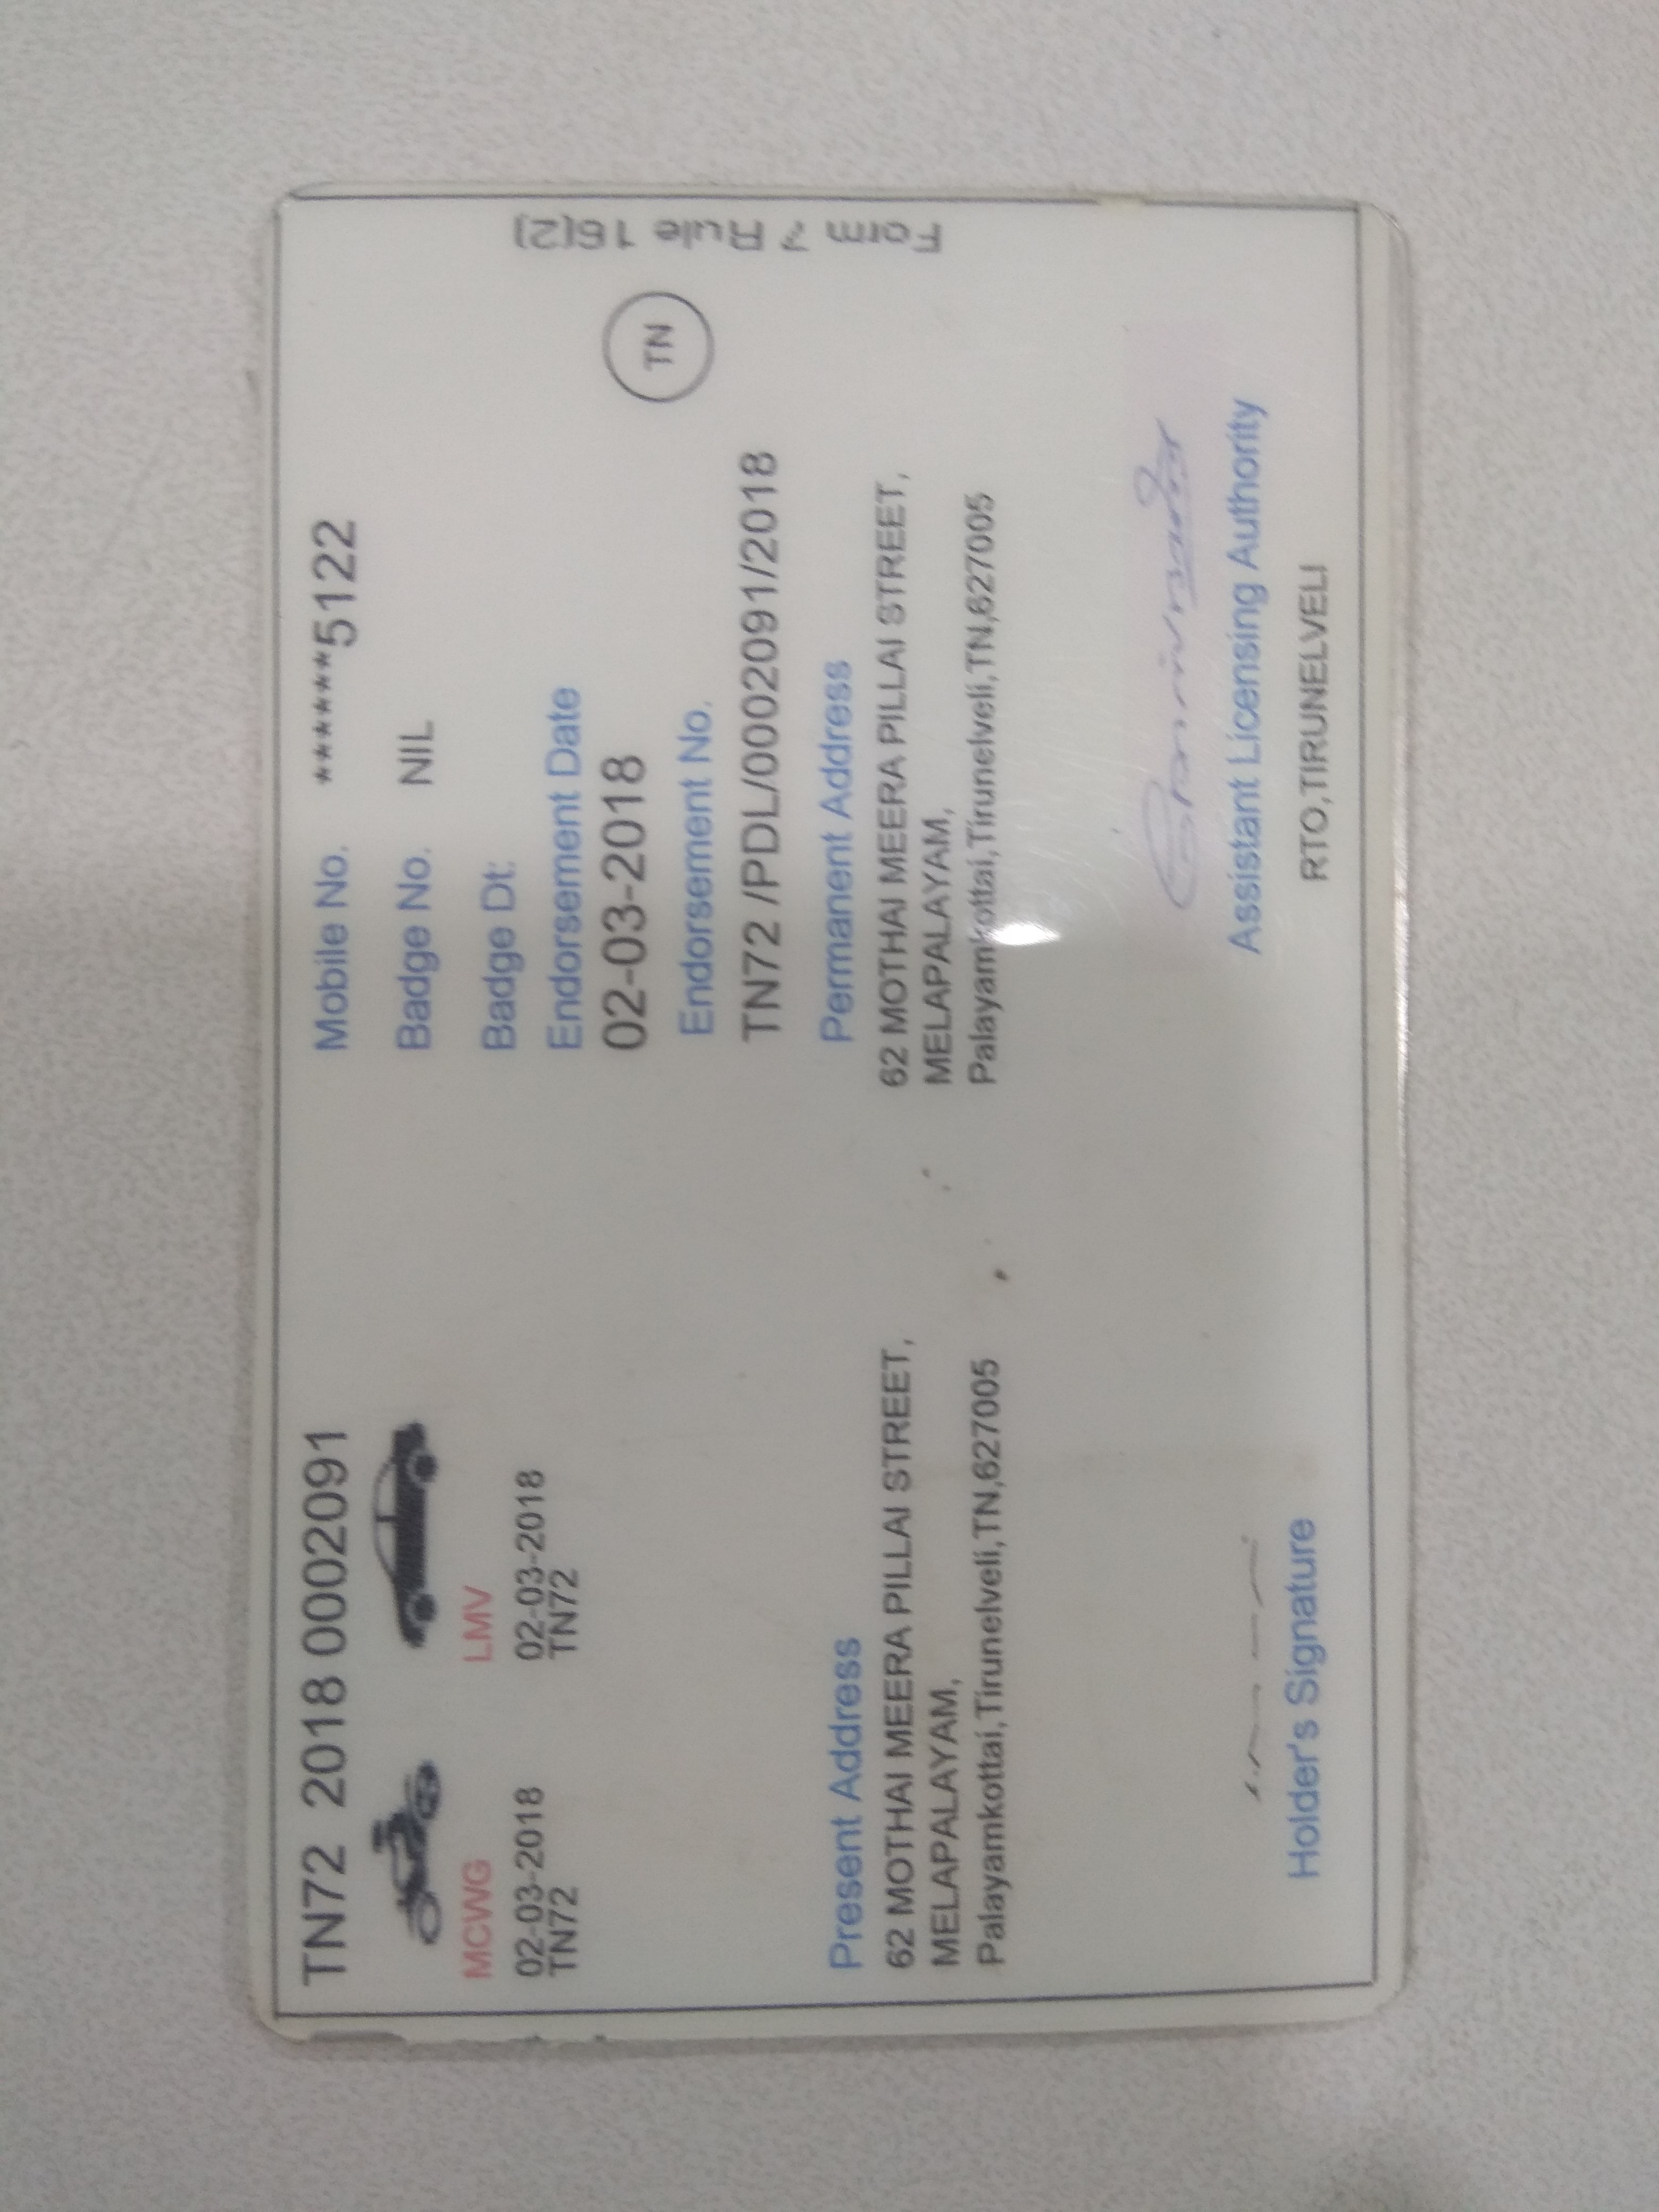 TN72 2018 0002091
Mobile No. ******5122
Badge No. NIL
MCWG LMV
Badge Dt:
02-03-2018 02-03-2018
TN72 TN72
Endorsement Date
02-03-2018
TN
Endorsement No.
TN72 /PDL/0002091/2018
Form 7 Rule 16(2)
Present Address
62 MOTHAI MEERA PILLAI STREET,
MELAPALAYAM,
Palayamkottai,Tirunelveli,TN,627005
Permanent Address
62 MOTHAI MEERA PILLAI STREET,
MELAPALAYAM,
Palayamkottai,Tirunelveli,TN,627005
Holder's Signature
Assistant Licensing Authority
RTO,TIRUNELVELI